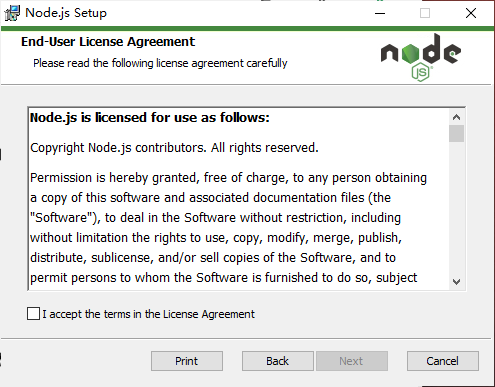 Node.js Setup
End-User License Agreement
Please read the following license agreement carefully
node
JS
Node.js is licensed for use as follows:
Copyright Node.js contributors. All rights reserved.
Permission is hereby granted, free of charge, to any person obtaining
a copy of this software and associated documentation files (the
"Software"), to deal in the Software without restriction, including
without limitation the rights to use, copy, modify, merge, publish,
distribute, sublicense, and/or sell copies of the Software, and to
permit persons to whom the Software is furnished to do so, subject
I accept the terms in the License Agreement
Print
Back
Next
Cancel